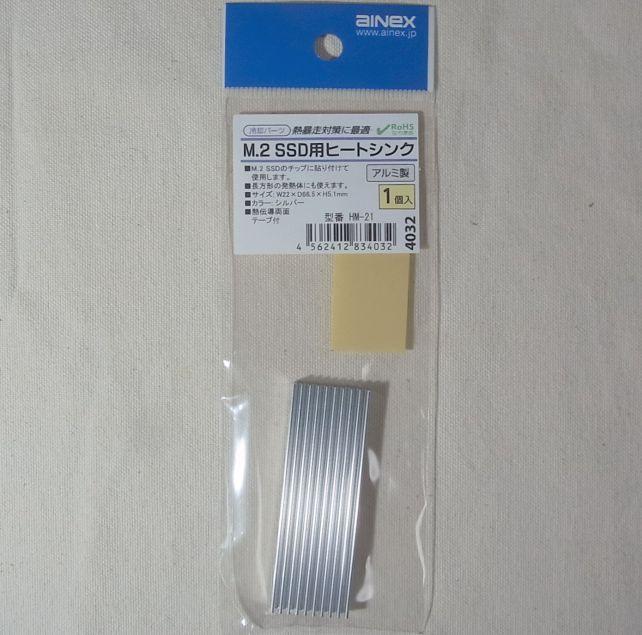 AINEX
www.ainex.jp
冷却パーツ 熱暴走対策に最適 RoHS
M.2 SSD用ヒートシンク
■M.2 SSDのチップに貼り付けて
使用します。
アルミ製
■長方形の発熱体にも使えます。
■サイズ: W22×D66.5×H5.1mm
■カラー: シルバー
1個入
■熱伝導両面
テープ付
型番 HM-21
4 562412 834032
4032